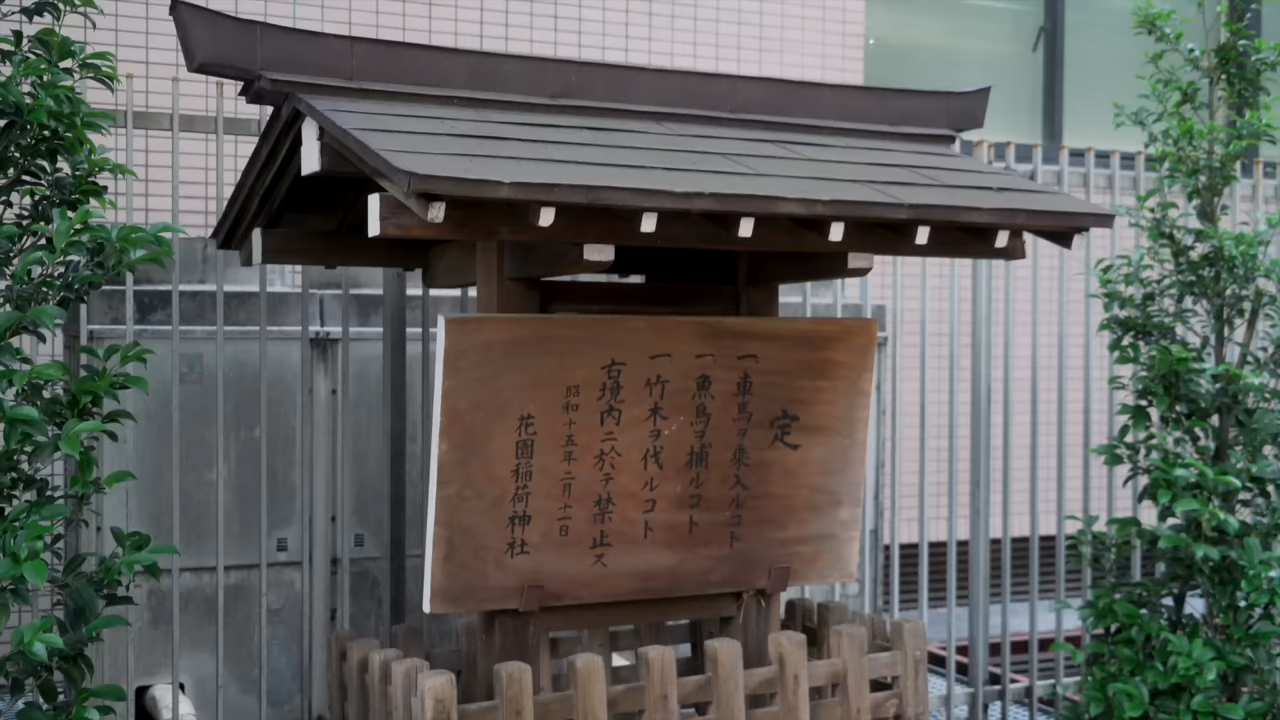 定
一車馬ヲ乗入ルコト
一魚鳥ヲ捕ルコト
一竹木ヲ伐ルコト
右境内ニ於テ禁止ス
昭和十五年二月十一日
花園稲荷神社